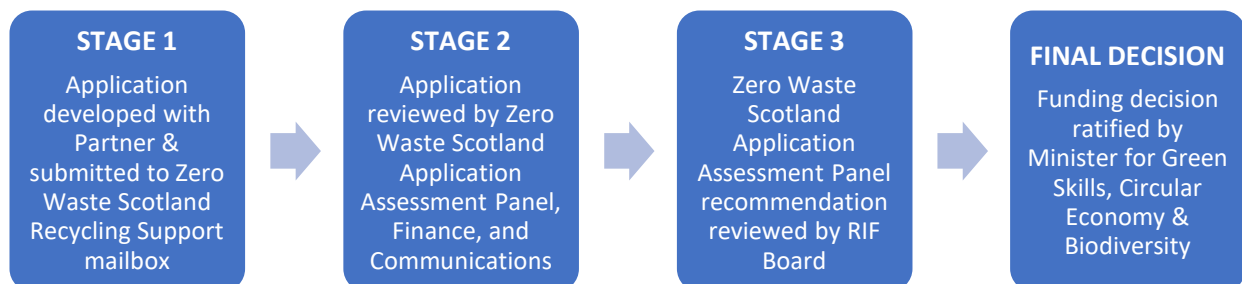 STAGE 1
Application
developed with
Partner &
submitted to Zero
Waste Scotland
Recycling Support
mailbox
STAGE 2
Application
reviewed by Zero
Waste Scotland
Application
Assessment Panel,
Finance, and
Communications
STAGE 3
Zero Waste
Scotland
Application
Assessment Panel
recommendation
reviewed by RIF
Board
FINAL DECISION
Funding decision
ratified by
Minister for Green
Skills, Circular
Economy &
Biodiversity